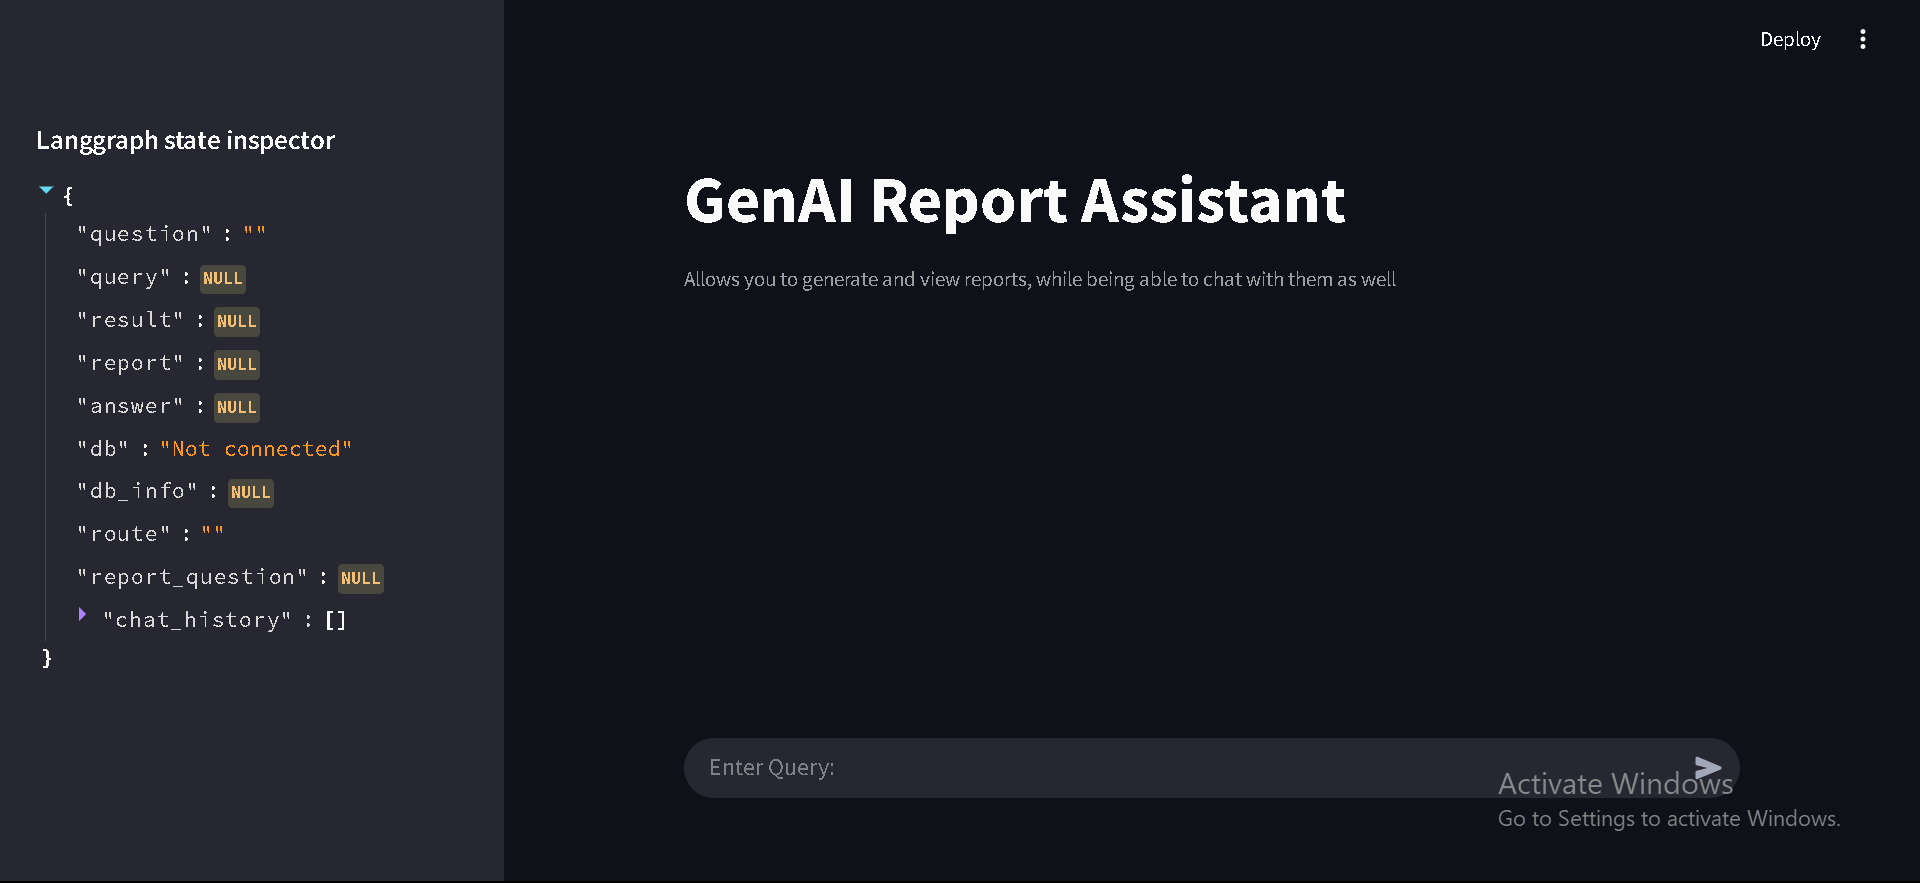 Deploy
Langgraph state inspector
{
"question" : ""
"query" : NULL
"result" : NULL
"report" : NULL
"answer" : NULL
"db" : "Not connected"
"db_info" : NULL
"route" : ""
"report_question" : NULL
"chat_history" : []
}
GenAI Report Assistant
Allows you to generate and view reports, while being able to chat with them as well
Enter Query:
Activate Windows
Go to Settings to activate Windows.